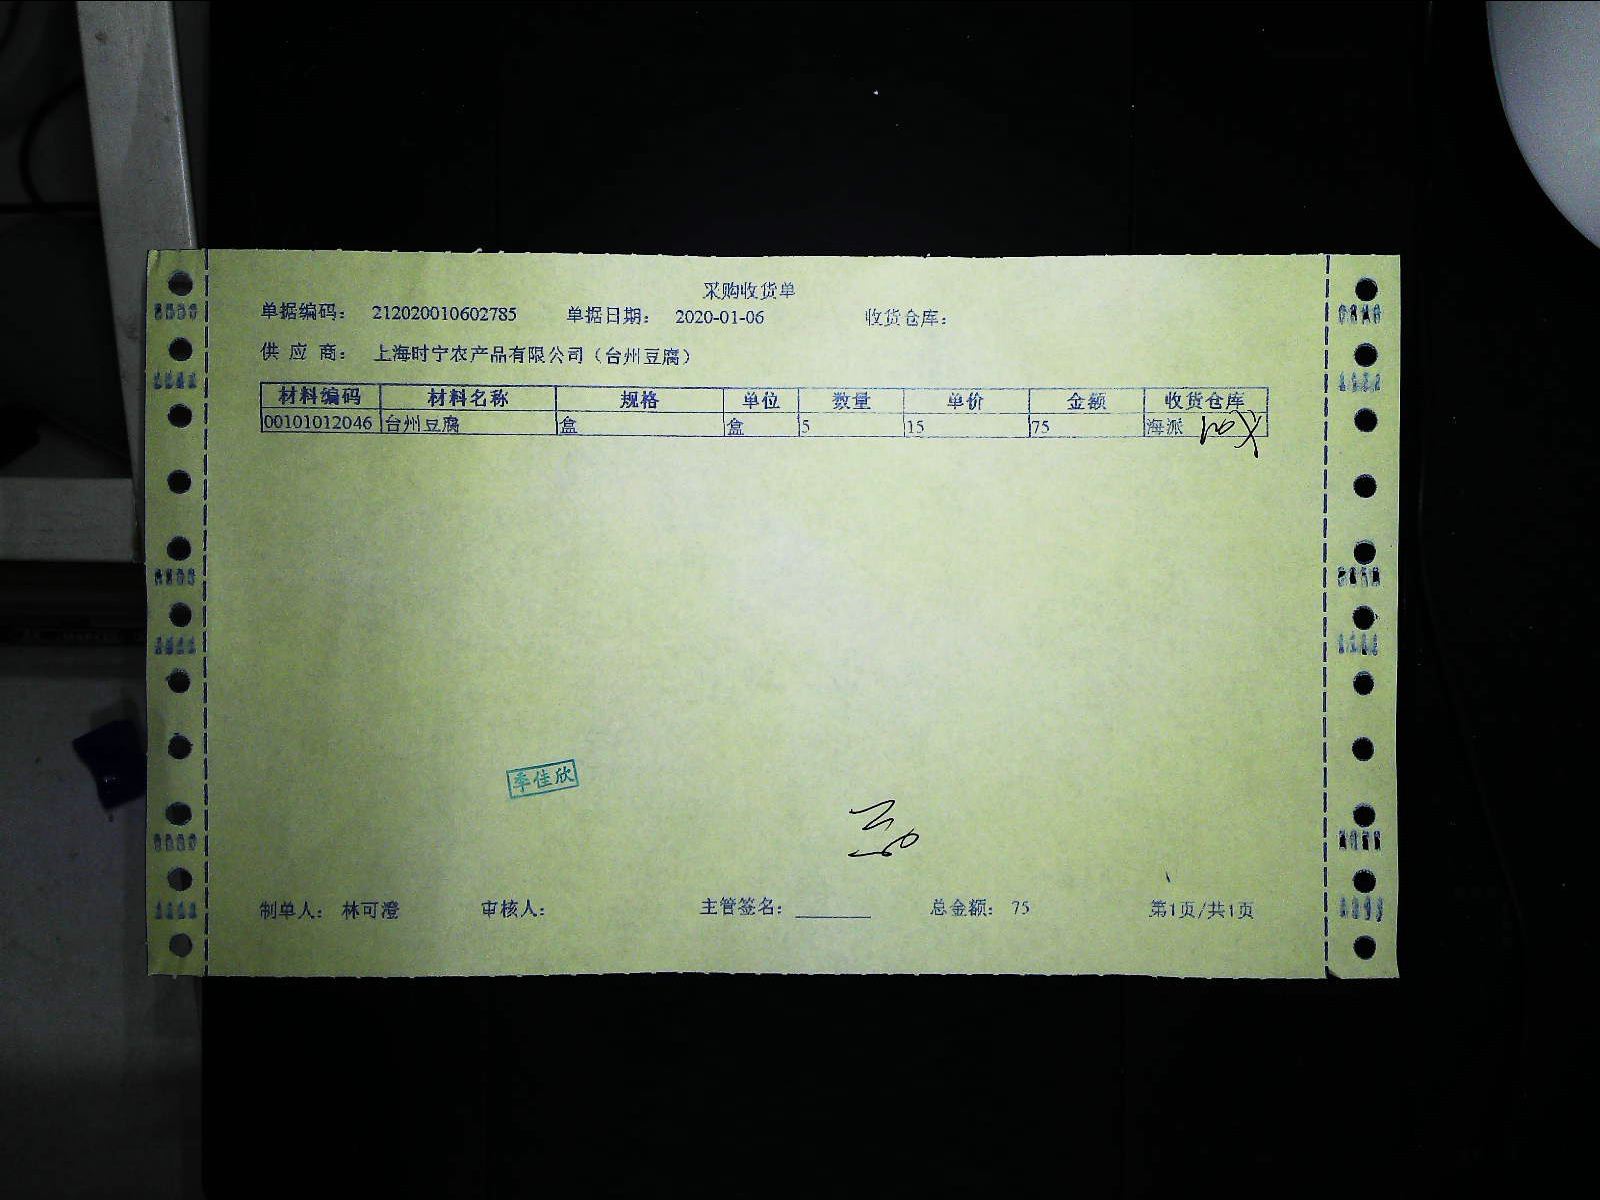 采购收货单
单据编码： 212020010602785 单据日期： 2020-01-06 收货仓库：
供 应 商： 上海时宁农产品有限公司（台州豆腐）
材料编码 材料名称 规格 单位 数量 单价 金额 收货仓库
00101012046 台州豆腐 盒 盒 5 15 75 海派
季佳欣
制单人： 林可澄 审核人： 主管签名： ________ 总金额： 75 第1页/共1页